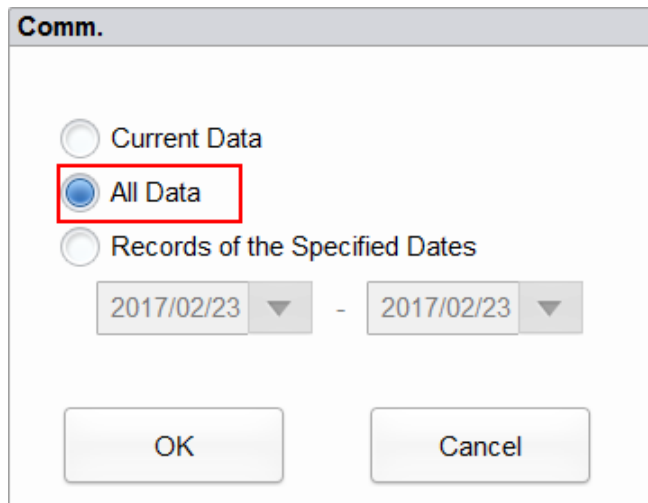 Comm.
Current Data
All Data
Records of the Specified Dates
2017/02/23 - 2017/02/23
OK Cancel